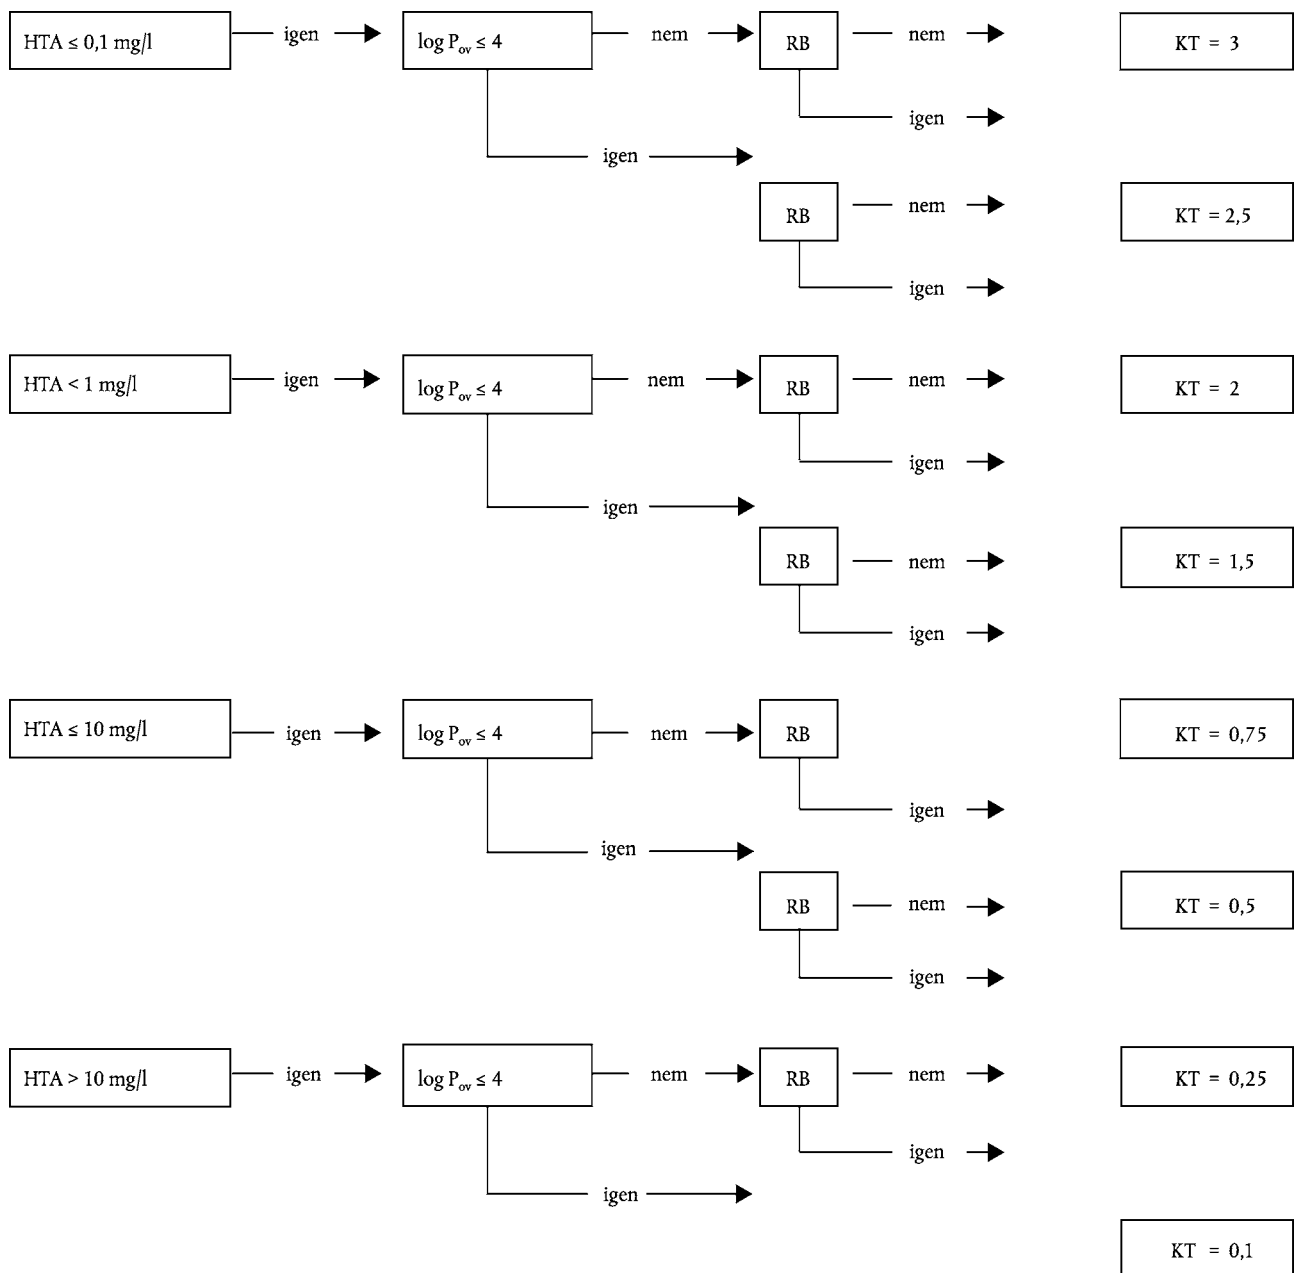 HTA ≤ 0,1 mg/l igen log Pov ≤ 4 nem RB nem KT = 3
igen
igen
RB nem KT = 2,5
igen
HTA < 1 mg/l igen log Pov ≤ 4 nem RB nem KT = 2
igen
igen
RB nem KT = 1,5
igen
HTA ≤ 10 mg/l igen log Pov ≤ 4 nem RB KT = 0,75
igen
igen
RB nem KT = 0,5
igen
HTA > 10 mg/l igen log Pov ≤ 4 nem RB nem KT = 0,25
igen
igen
KT = 0,1